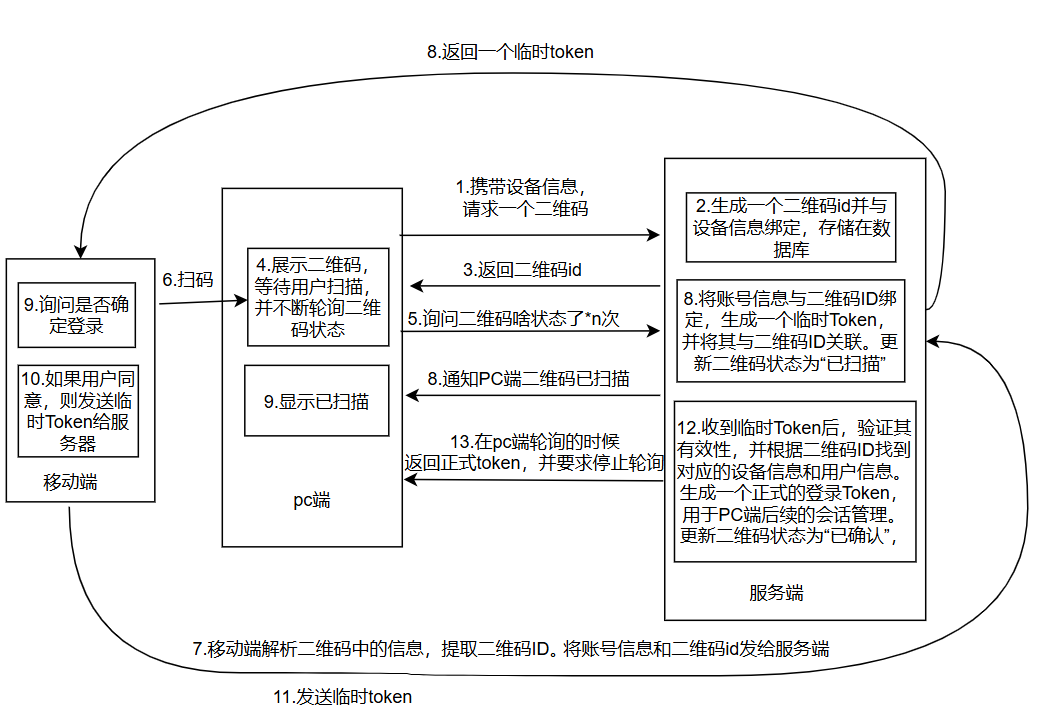 8.返回一个临时token
1.携带设备信息，
请求一个二维码
2.生成一个二维码id并与
设备信息绑定，存储在数
据库
6.扫码
4.展示二维码，
等待用户扫描，
并不断轮询二维
码状态
3.返回二维码id
9.询问是否确
定登录
5.询问二维码啥状态了*n次
8.将账号信息与二维码ID绑
定，生成一个临时Token，
并将其与二维码ID关联。更
新二维码状态为“已扫描”
10.如果用户同
意，则发送临
时Token给服
务器
8.通知PC端二维码已扫描
9.显示已扫描
移动端
13.在pc端轮询的时候
返回正式token，并要求停止轮询
12.收到临时Token后，验证其
有效性，并根据二维码ID找到
对应的设备信息和用户信息。
生成一个正式的登录Token，
用于PC端后续的会话管理。
更新二维码状态为“已确认”，
pc端
服务端
7.移动端解析二维码中的信息，提取二维码ID。将账号信息和二维码id发给服务端
11.发送临时token